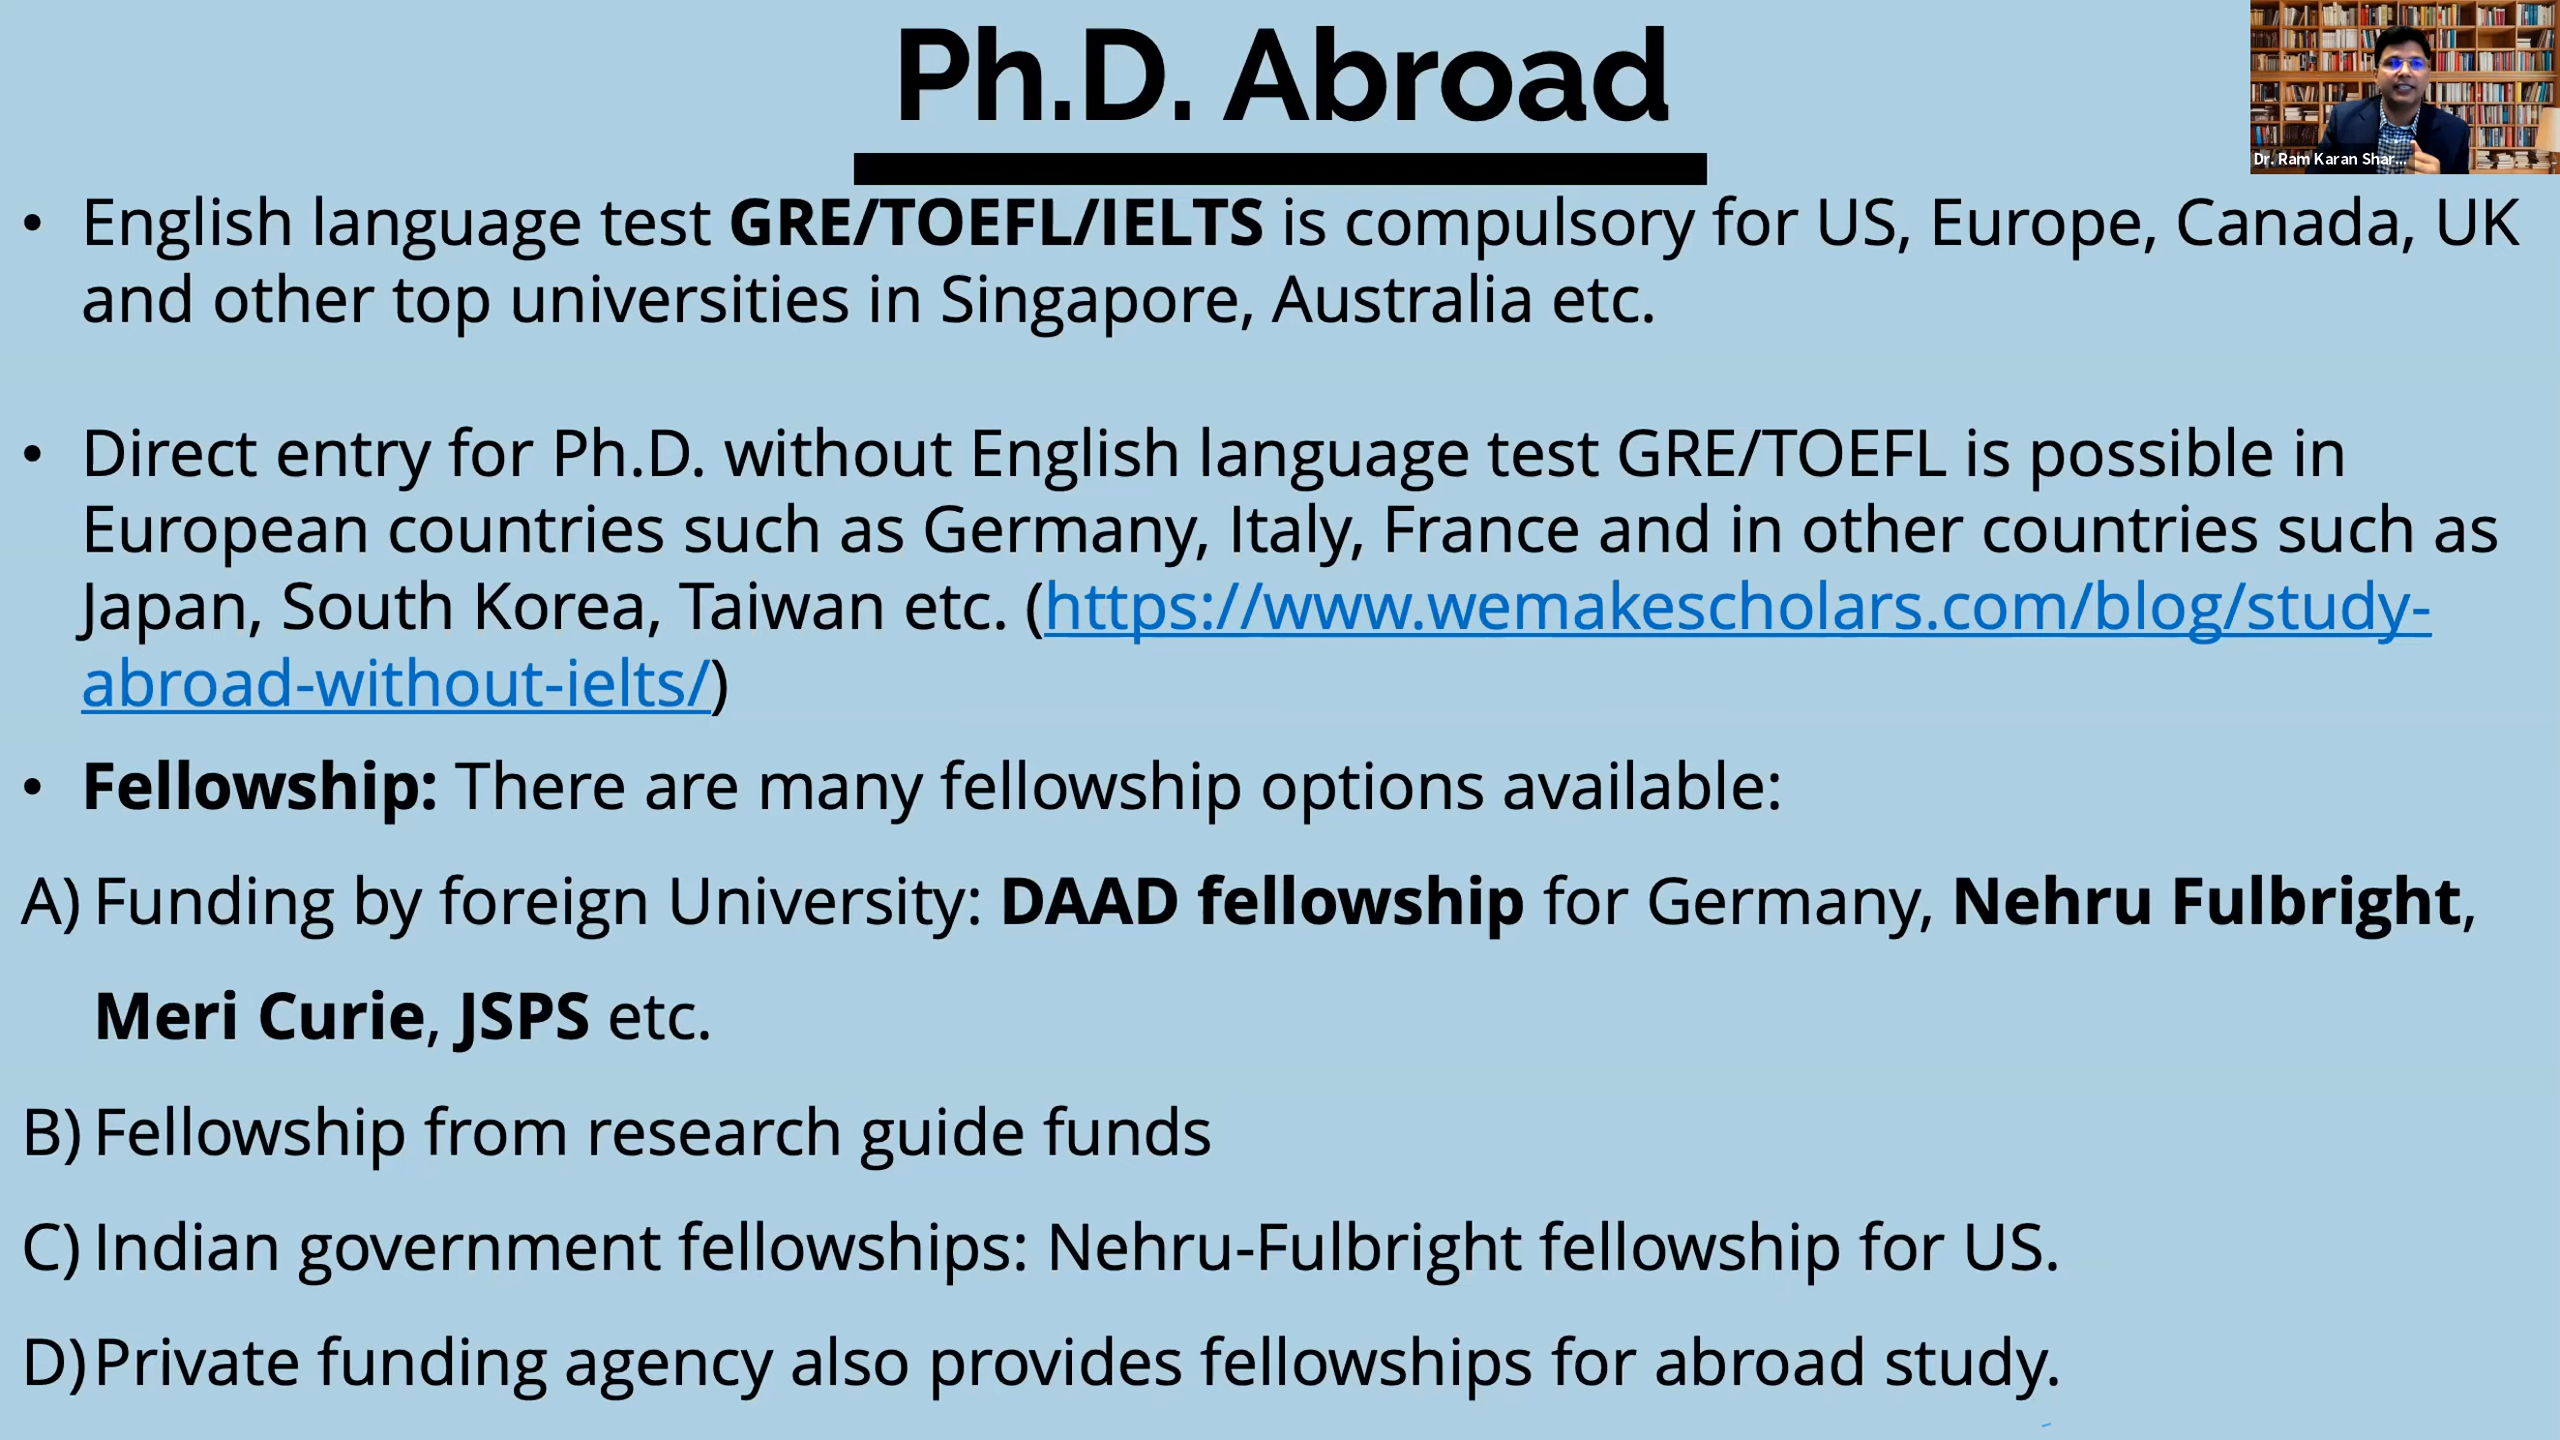 Ph.D. Abroad
Dr. Ram Karan Shar...
• English language test GRE/TOEFL/IELTS is compulsory for US, Europe, Canada, UK
and other top universities in Singapore, Australia etc.
• Direct entry for Ph.D. without English language test GRE/TOEFL is possible in
European countries such as Germany, Italy, France and in other countries such as
Japan, South Korea, Taiwan etc. (https://www.wemakescholars.com/blog/study-
abroad-without-ielts/)
• Fellowship: There are many fellowship options available:
A) Funding by foreign University: DAAD fellowship for Germany, Nehru Fulbright,
Meri Curie, JSPS etc.
B) Fellowship from research guide funds
C) Indian government fellowships: Nehru-Fulbright fellowship for US.
D) Private funding agency also provides fellowships for abroad study.